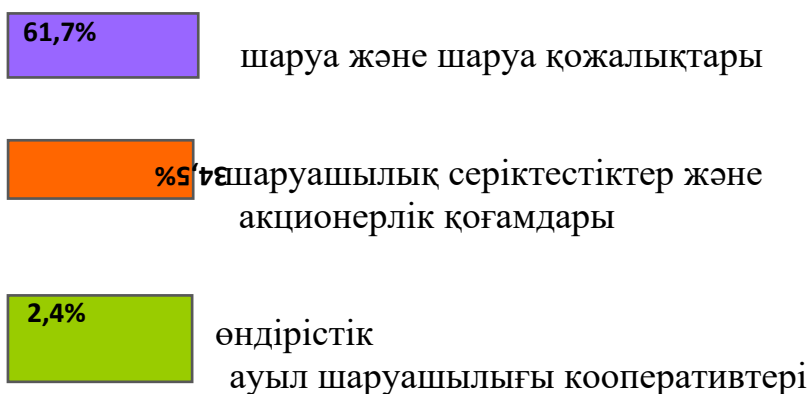 61,7%
шаруа және шаруа қожалықтары
34,5%
шаруашылық серіктестіктер және
акционерлік қоғамдары
2,4%
өндірістік
ауыл шаруашылығы кооперативтері